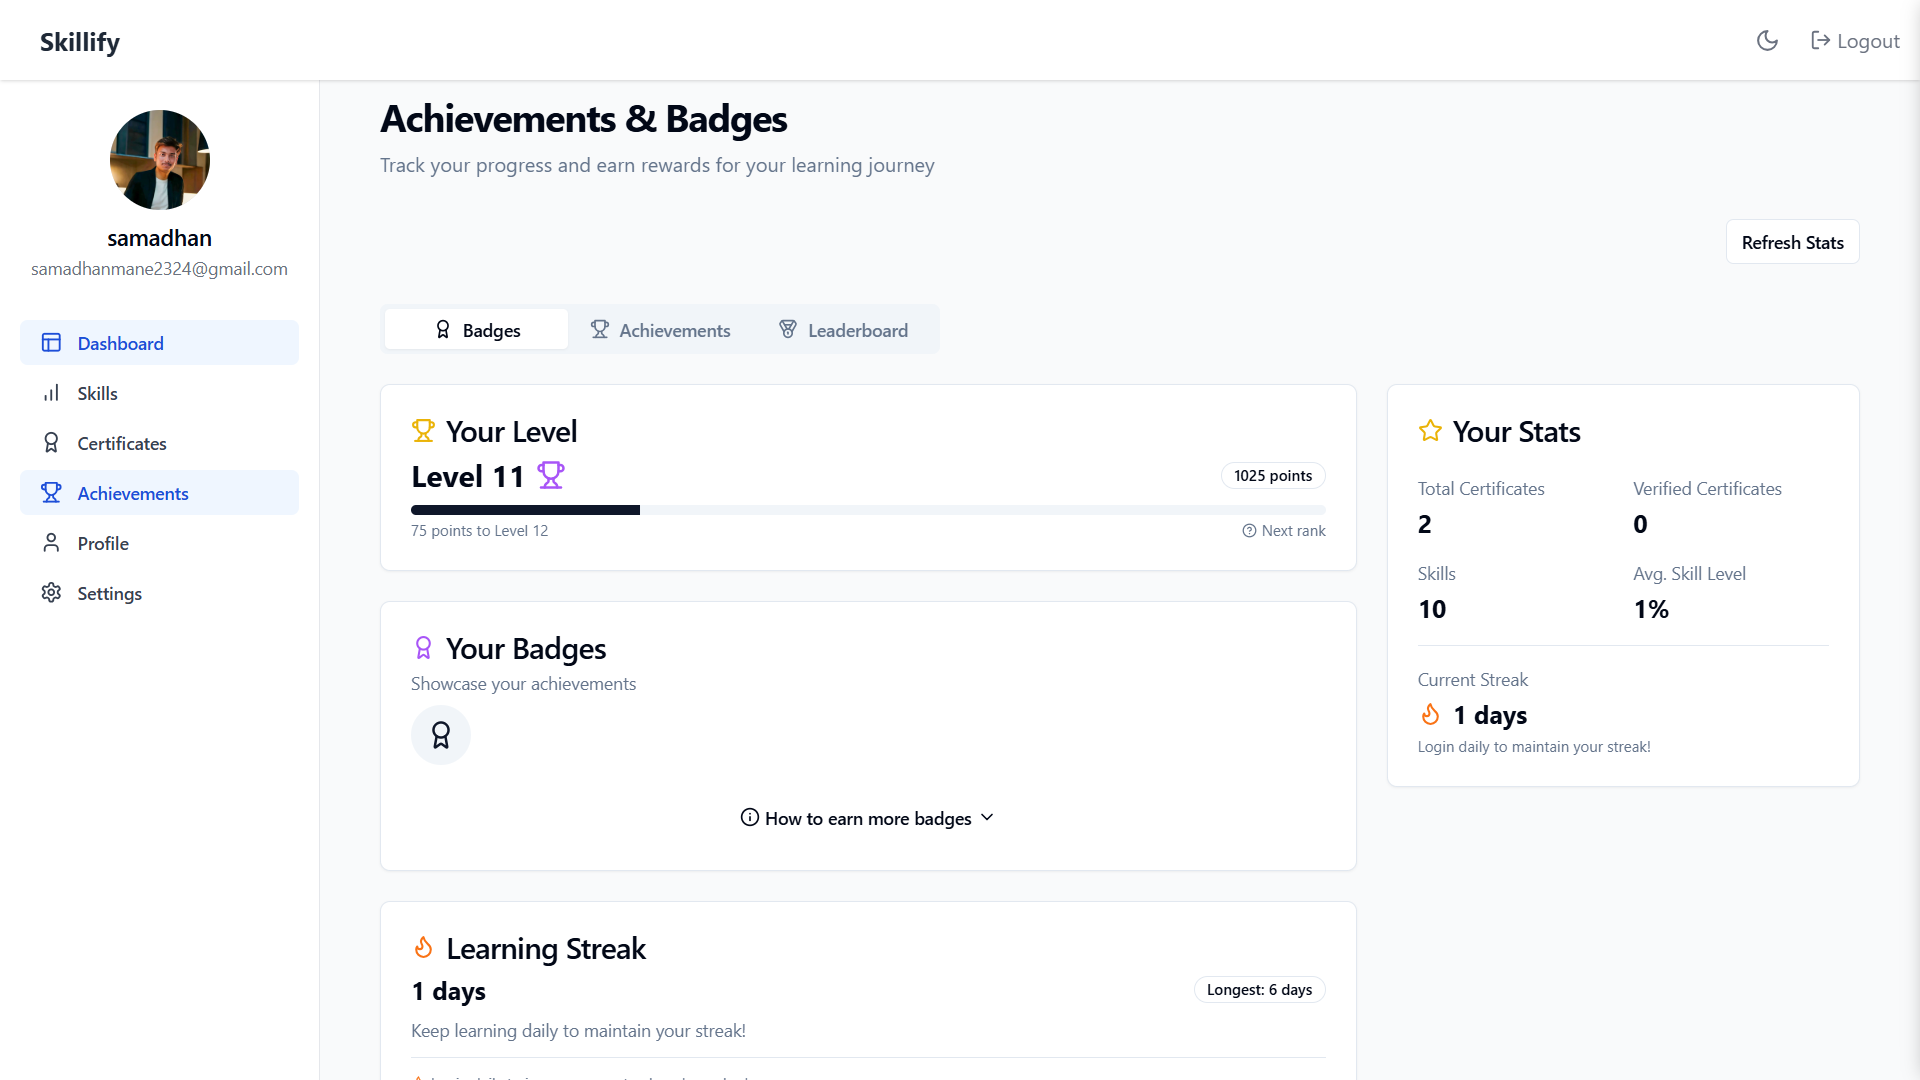 Skillify
Logout
samadhan
samadhanmane2324@gmail.com
Dashboard
Skills
Certificates
Achievements
Profile
Settings
Achievements & Badges
Track your progress and earn rewards for your learning journey
Refresh Stats
Badges
Achievements
Leaderboard
Your Level
Level 11
1025 points
75 points to Level 12
Next rank
Your Badges
Showcase your achievements
How to earn more badges
Learning Streak
1 days
Longest: 6 days
Keep learning daily to maintain your streak!
Your Stats
Total Certificates
Verified Certificates
2
0
Skills
Avg. Skill Level
10
1%
Current Streak
1 days
Login daily to maintain your streak!